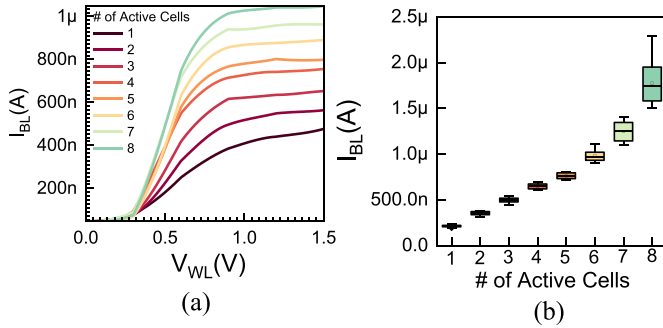 # of Active Cells
1
2
3
4
5
6
7
8
1μ
800n
600n
400n
200n
I_BL(A)
0.0 0.5 1.0 1.5
V_WL(V)
(a)
2.5μ
2.0μ
1.5μ
1.0μ
500.0n
0.0
I_BL(A)
1 2 3 4 5 6 7 8
# of Active Cells
(b)